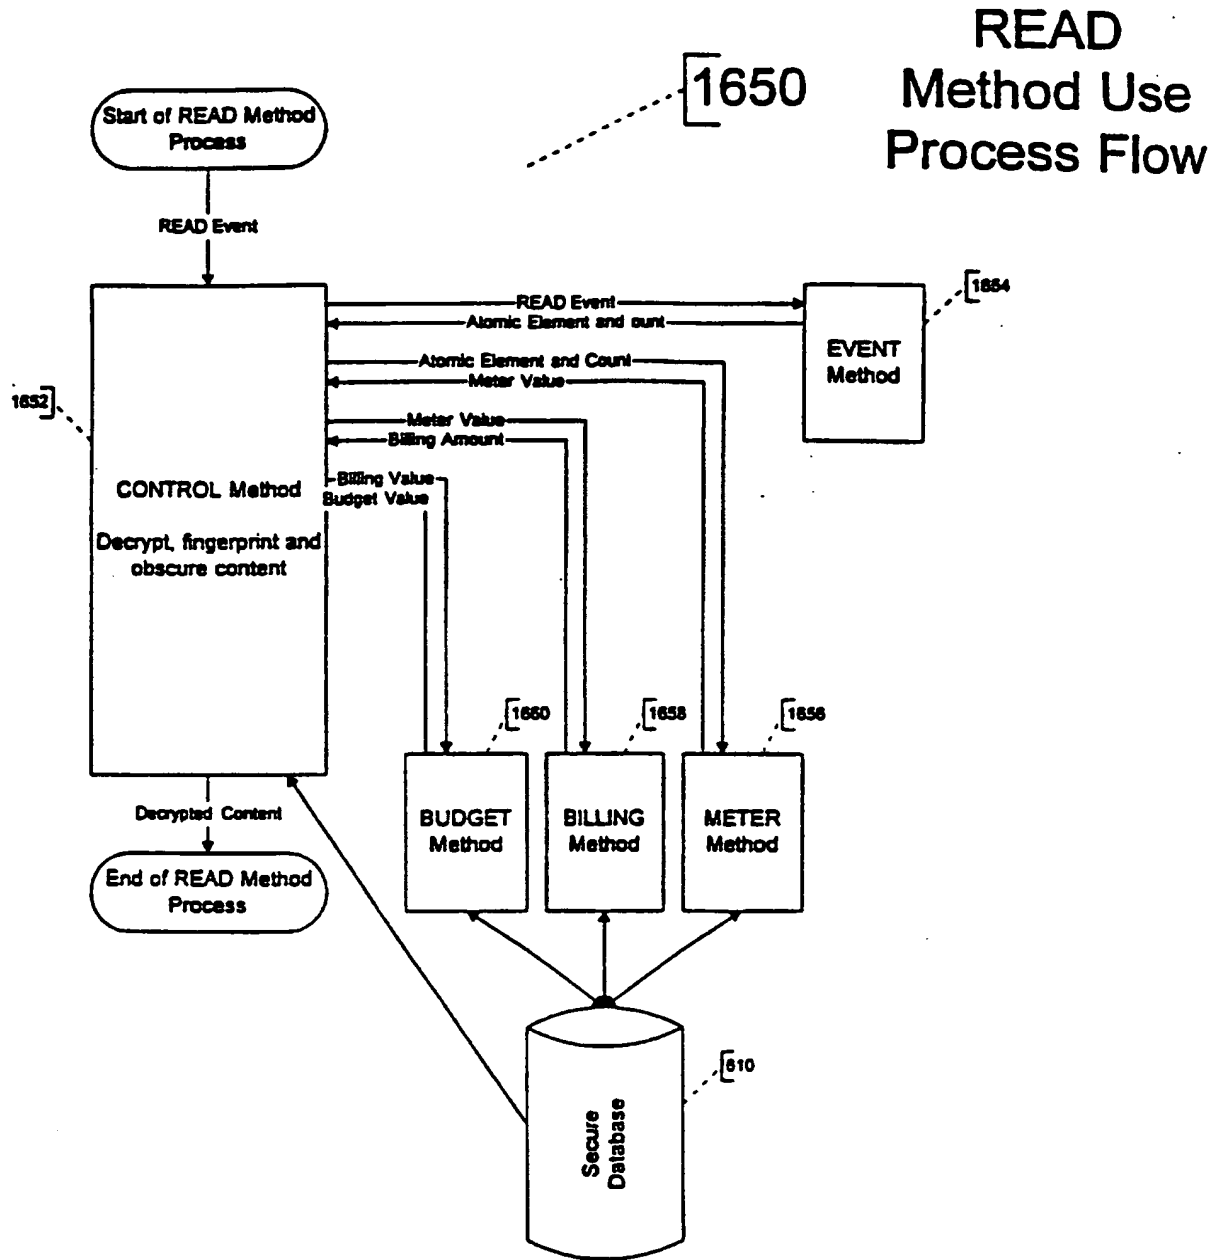 READ
Method Use
Process Flow
1650
Start of READ Method
Process
READ Event
1654
READ Event
Atomic Element and ount
EVENT
Method
Atomic Element and Count
Meter Value
1652
Meter Value
Billing Amount
Billing Value
Budget Value
CONTROL Method
Decrypt, fingerprint and
obscure content
1660
1658
1656
Decrypted Content
BUDGET
Method
BILLING
Method
METER
Method
End of READ Method
Process
610
Secure
Database